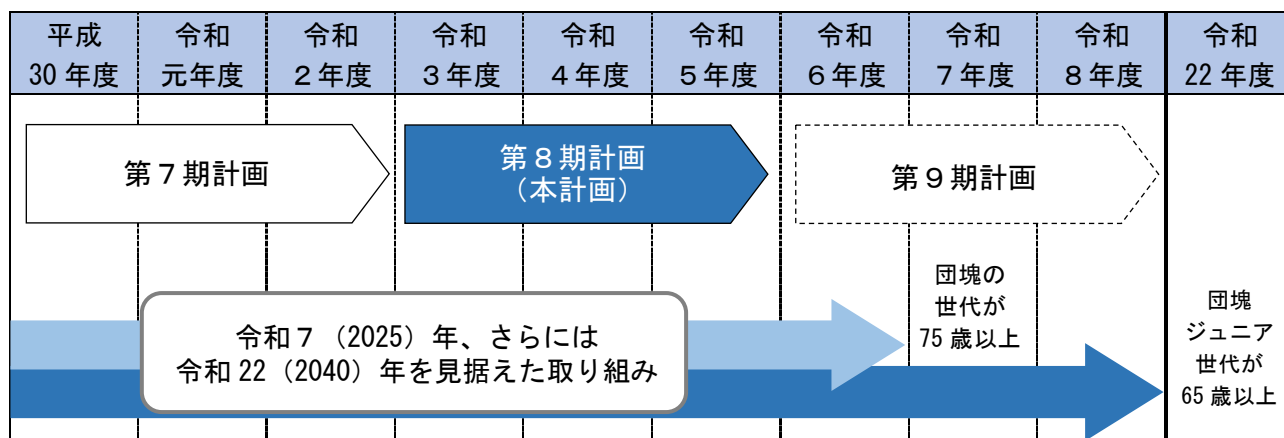 平成
30年度
令和
元年度
令和
２年度
令和
３年度
令和
４年度
令和
５年度
令和
６年度
令和
７年度
令和
８年度
令和
22年度
第７期計画
第８期計画
（本計画）
第９期計画
令和７（2025）年、さらには
令和22（2040）年を見据えた取り組み
団塊の
世代が
75歳以上
団塊
ジュニア
世代が
65歳以上